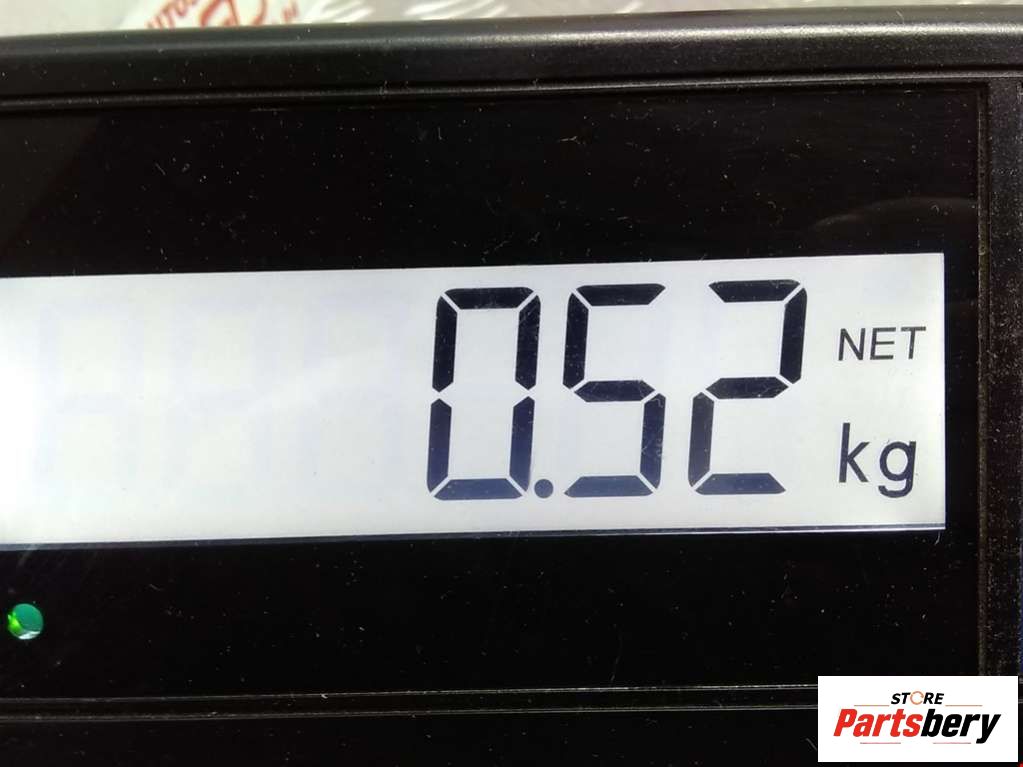 0.52 NET
kg
STORE
Partsbery